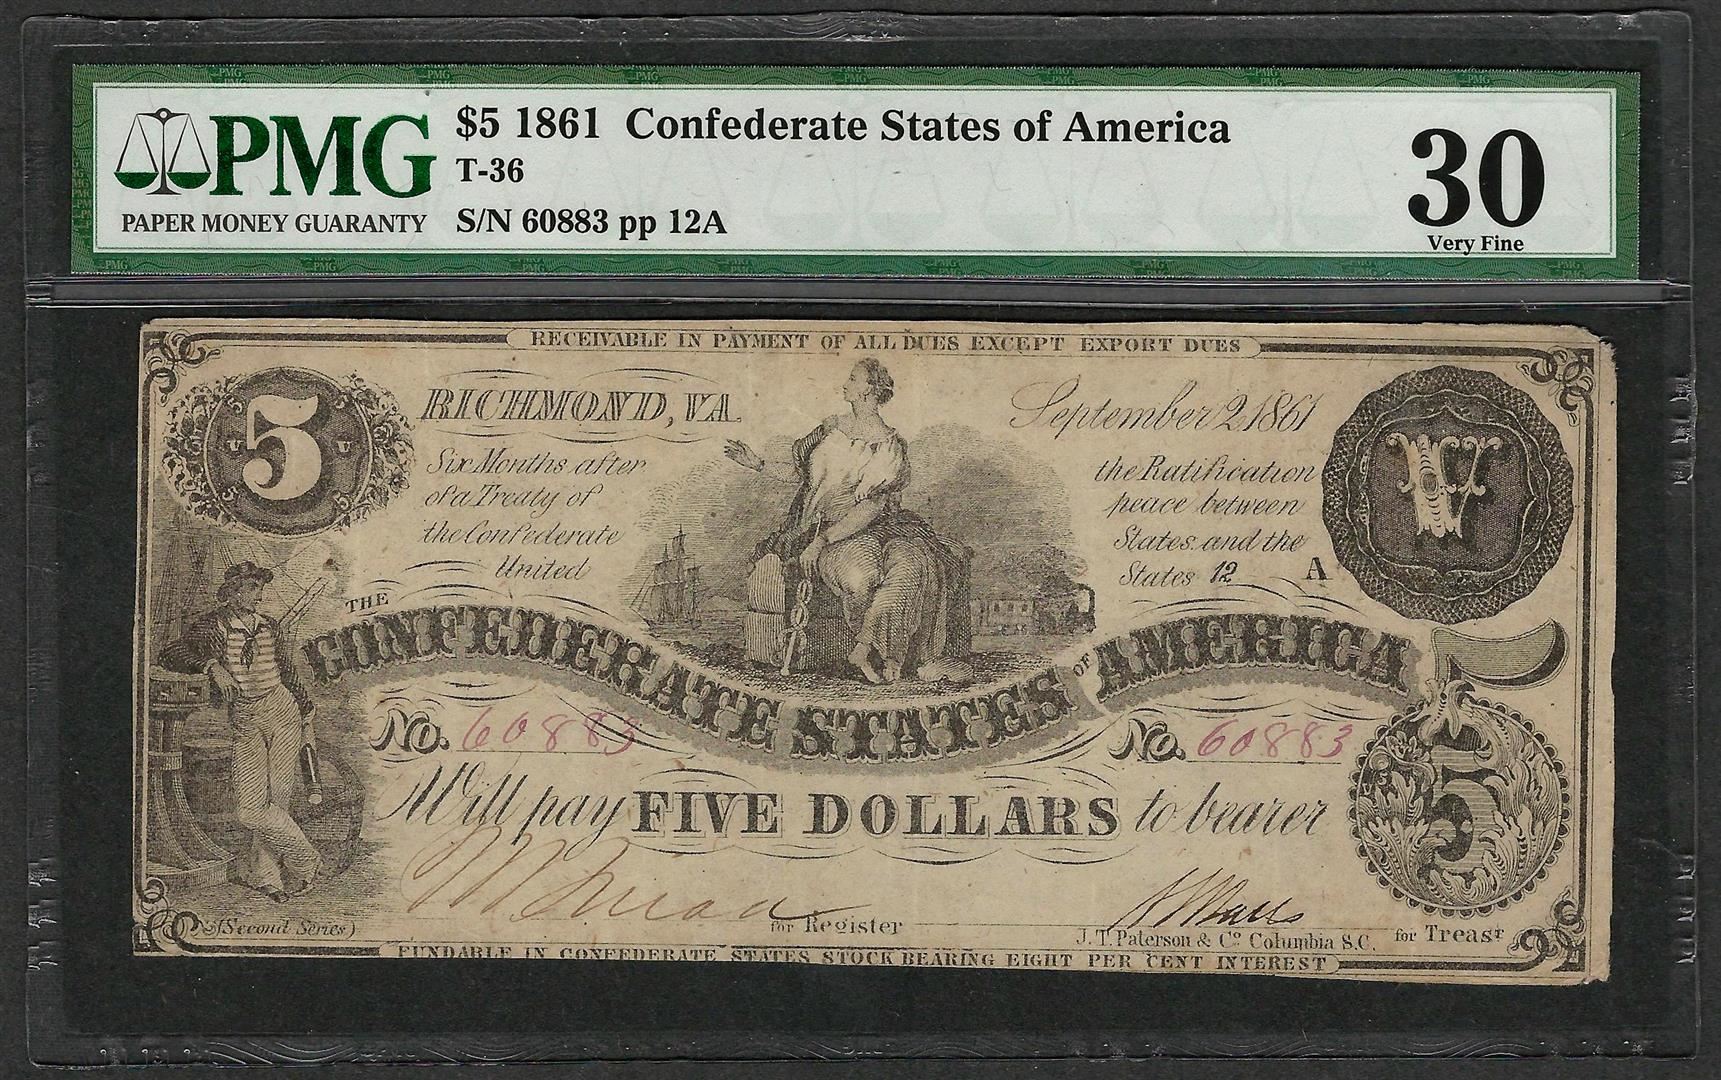 PMG
PAPER MONEY GUARANTY
$5 1861 Confederate States of America
T-36
S/N 60883 pp 12A
30
Very Fine
RECEIVABLE IN PAYMENT OF ALL DUES EXCEPT EXPORT DUES
5
RICHMOND, VA.
September 2, 1861
V
Six Months after the Ratification
of a Treaty of peace between
the Confederate States and the
United States 12 A
THE
CONFEDERATE STATES OF AMERICA
No. 60883 No. 60883
5
Will pay FIVE DOLLARS to bearer
for Register
for Treasr
(Second Series)
J. T. Paterson & Co Columbia S.C.
FUNDABLE IN CONFEDERATE STATES STOCK BEARING EIGHT PER CENT INTEREST